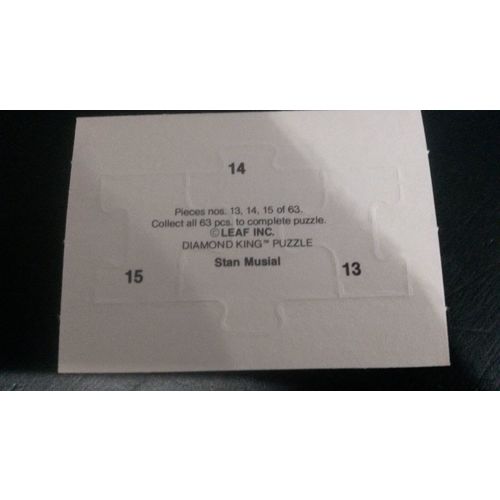 14
Pieces nos. 13, 14, 15 of 63.
Collect all 63 pcs. to complete puzzle.
©LEAF INC.
DIAMOND KING™ PUZZLE
Stan Musial
15
13